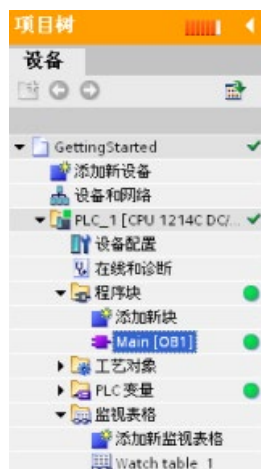 项目树
设备
GettingStarted
添加新设备
设备和网络
PLC_1 [CPU 1214C DC/...
设备配置
在线和诊断
程序块
添加新块
Main [OB1]
工艺对象
PLC 变量
监视表格
添加新监视表格
Watch table_1